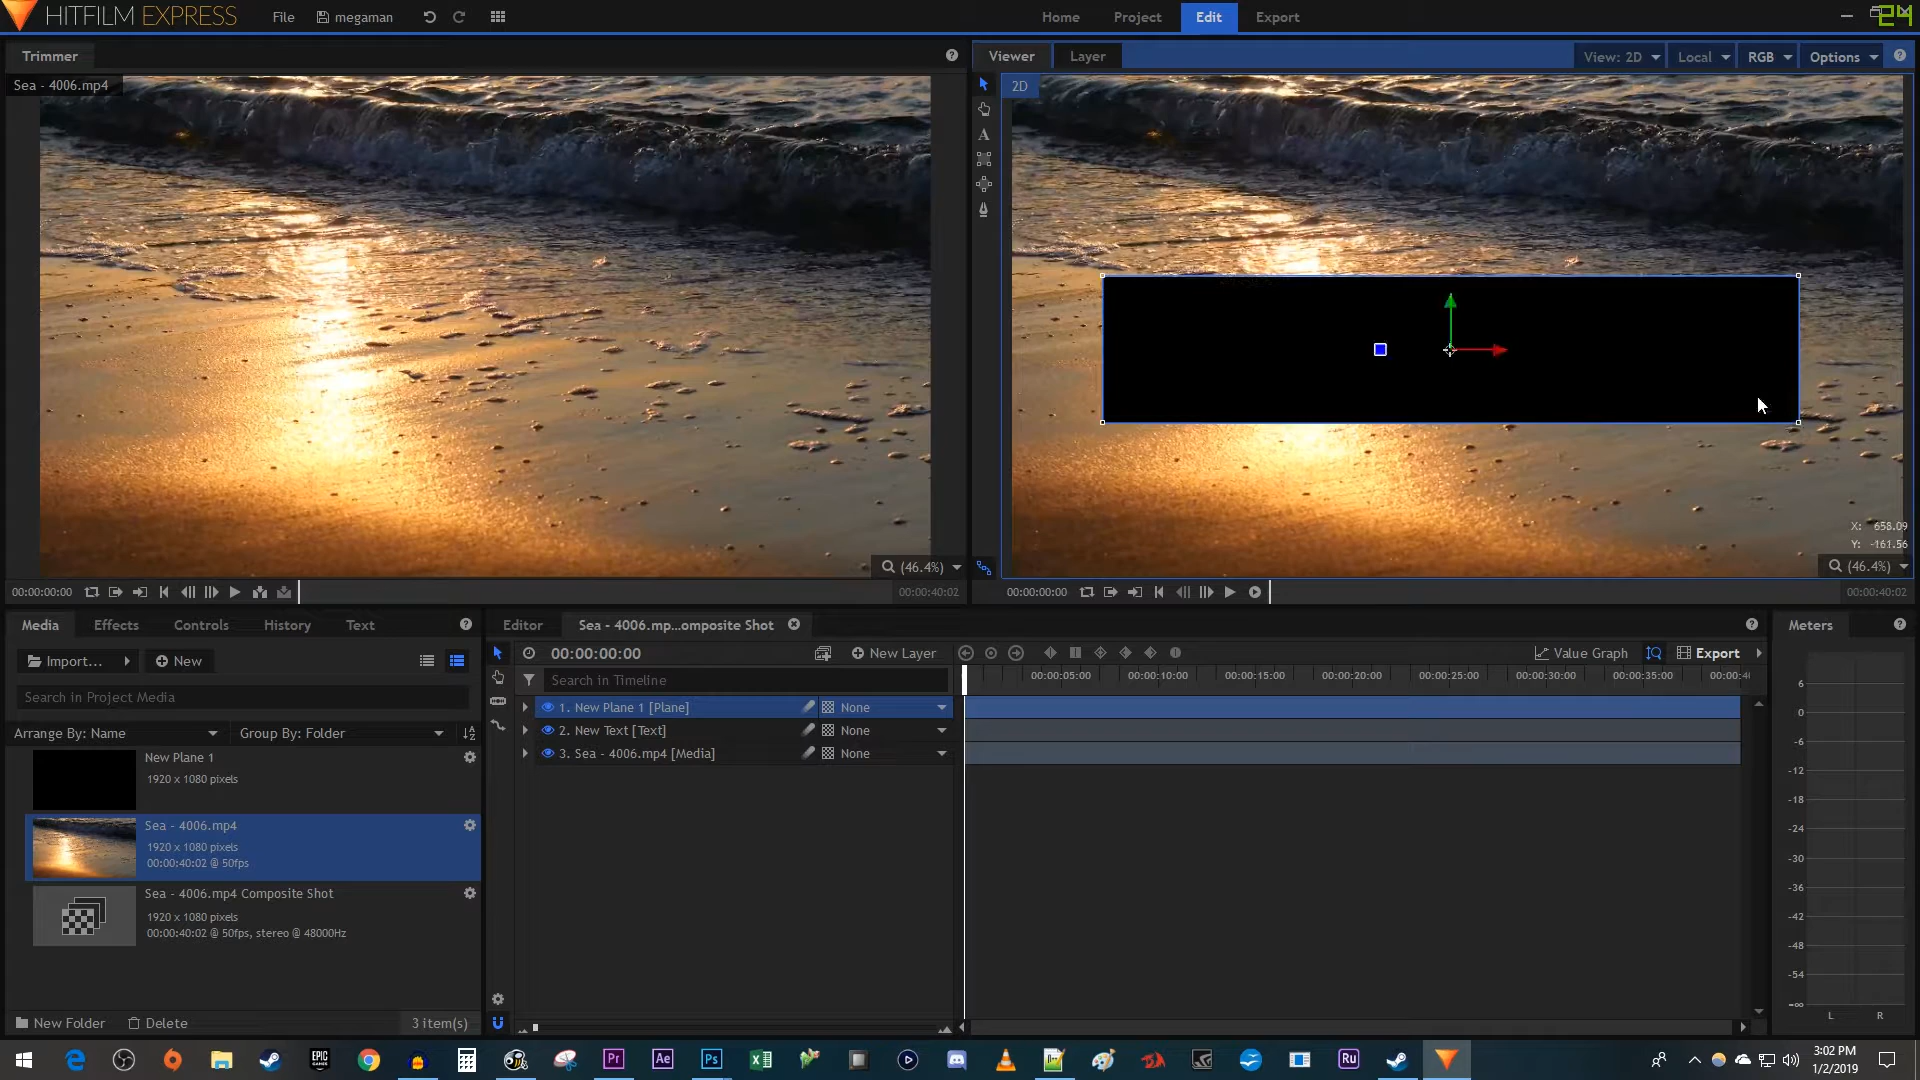 HITFILM EXPRESS
File
megaman
Home
Project
Edit
Export
24
Trimmer
Viewer
Layer
View: 2D
Local
RGB
Options
Sea - 4006.mp4
2D
A
X: 658.09
Y: -161.56
(46.4%)
(46.4%)
00:00:00:00
00:00:40:02
00:00:00:00
00:00:40:02
Media
Effects
Controls
History
Text
Editor
Sea - 4006.mp...omposite Shot
Meters
Import...
New
00:00:00:00
New Layer
Value Graph
Export
Search in Project Media
Search in Timeline
00:00:05:00
00:00:10:00
00:00:15:00
00:00:20:00
00:00:25:00
00:00:30:00
00:00:35:00
Arrange By: Name
Group By: Folder
1. New Plane 1 [Plane]
None
2. New Text [Text]
None
3. Sea - 4006.mp4 [Media]
None
New Plane 1
1920 x 1080 pixels
Sea - 4006.mp4
1920 x 1080 pixels
00:00:40:02 @ 50fps
Sea - 4006.mp4 Composite Shot
1920 x 1080 pixels
00:00:40:02 @ 50fps, stereo @ 48000Hz
6
0
-6
-12
-18
-24
-30
-36
-42
-48
-54
-∞
L
R
New Folder
Delete
3 item(s)
EPIC GAMES
Pr
Ae
Ps
Ru
3:02 PM
1/2/2019